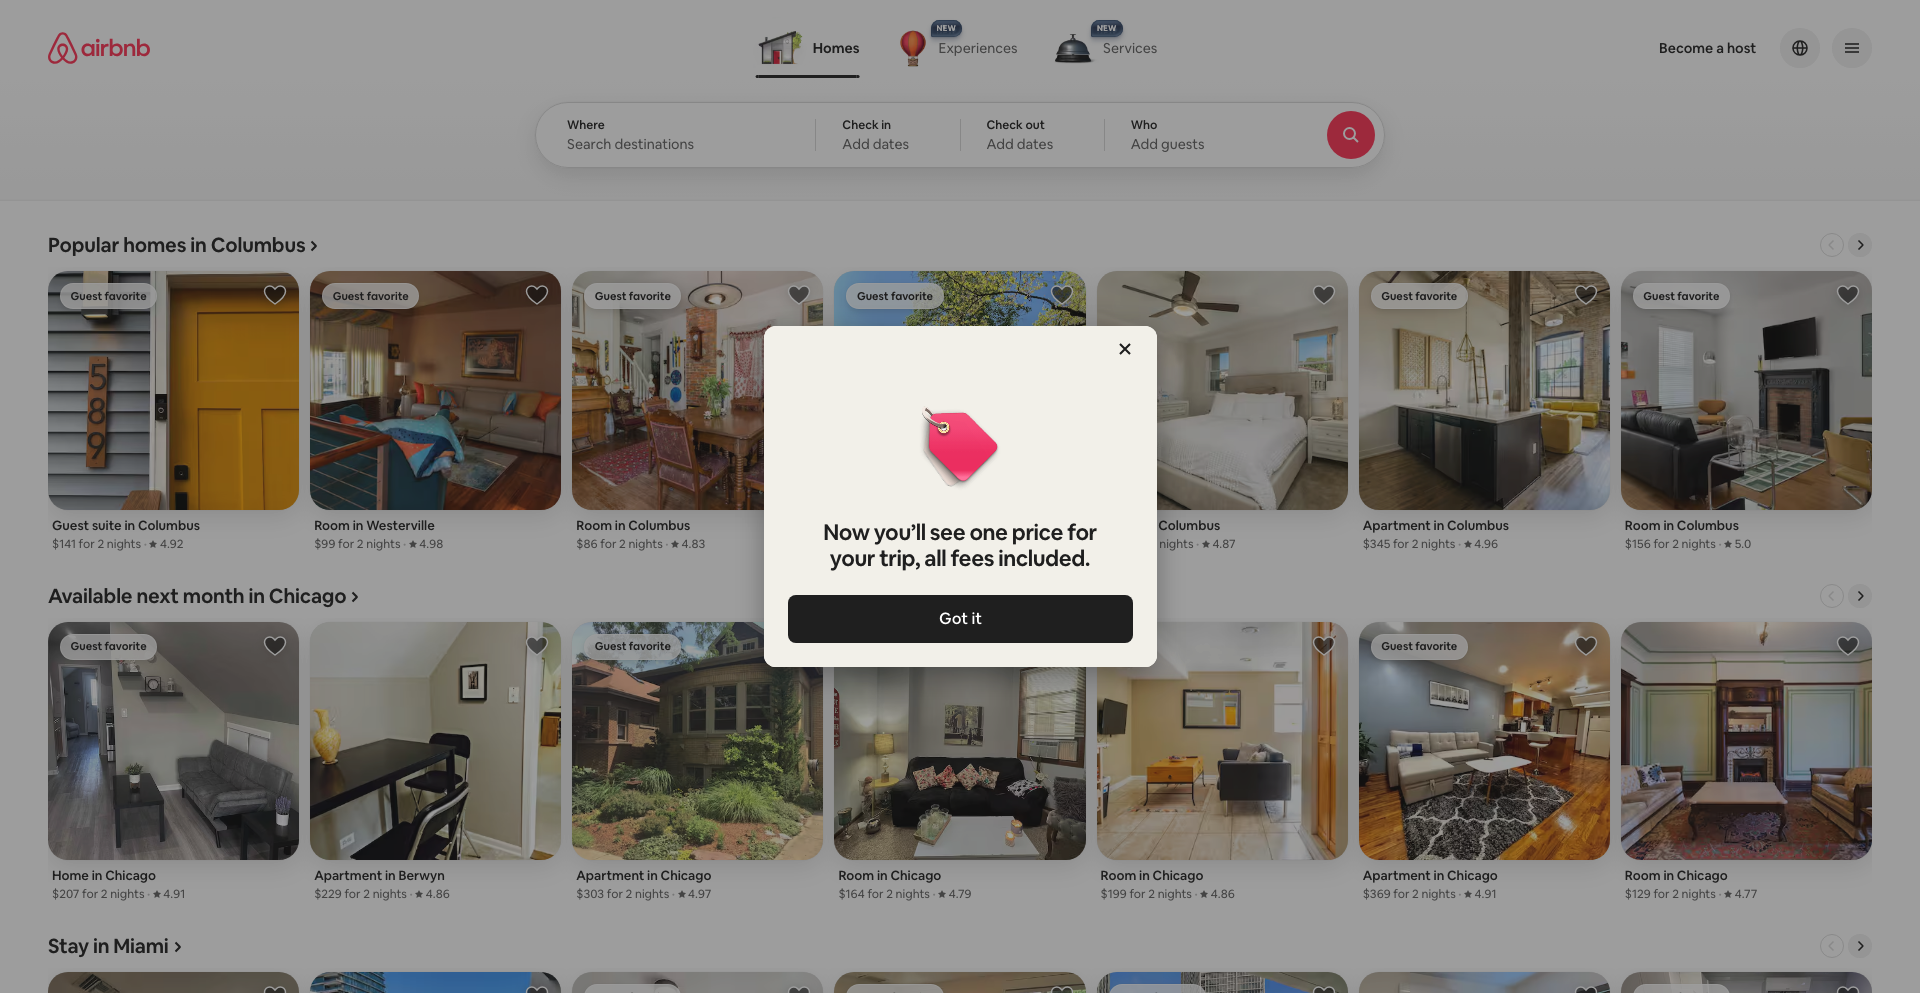 airbnb
Homes
NEW
Experiences
NEW
Services
Become a host
Where
Search destinations
Check in
Add dates
Check out
Add dates
Who
Add guests
Popular homes in Columbus
Guest favorite
Guest favorite
Guest favorite
Guest favorite
Guest favorite
Guest favorite
589
Guest suite in Columbus
$141 for 2 nights · ★ 4.92
Room in Westerville
$99 for 2 nights · ★ 4.98
Room in Columbus
$86 for 2 nights · ★ 4.83
Columbus
nights · ★ 4.87
Apartment in Columbus
$345 for 2 nights · ★ 4.96
Room in Columbus
$156 for 2 nights · ★ 5.0
Now you’ll see one price for
your trip, all fees included.
Got it
Available next month in Chicago
Guest favorite
Guest favorite
Guest favorite
Home in Chicago
$207 for 2 nights · ★ 4.91
Apartment in Berwyn
$229 for 2 nights · ★ 4.86
Apartment in Chicago
$303 for 2 nights · ★ 4.97
Room in Chicago
$164 for 2 nights · ★ 4.79
Room in Chicago
$199 for 2 nights · ★ 4.86
Apartment in Chicago
$369 for 2 nights · ★ 4.91
Room in Chicago
$129 for 2 nights · ★ 4.77
Stay in Miami